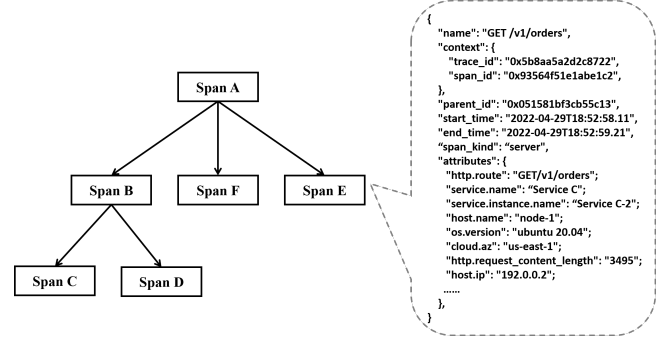 Span A
Span B
Span F
Span E
Span C
Span D
{
"name": "GET /v1/orders",
"context": {
"trace_id": "0x5b8aa5a2d2c8722",
"span_id": "0x93564f51e1abe1c2",
},
"parent_id": "0x051581bf3cb55c13",
"start_time": "2022-04-29T18:52:58.11",
"end_time": "2022-04-29T18:52:59.21",
“span_kind": “server",
"attributes": {
"http.route": "GET/v1/orders";
"service.name": “Service C";
"service.instance.name": “Service C-2";
"host.name": "node-1";
"os.version": "ubuntu 20.04";
"cloud.az": "us-east-1";
"http.request_content_length": "3495";
"host.ip": "192.0.0.2";
......
},
}